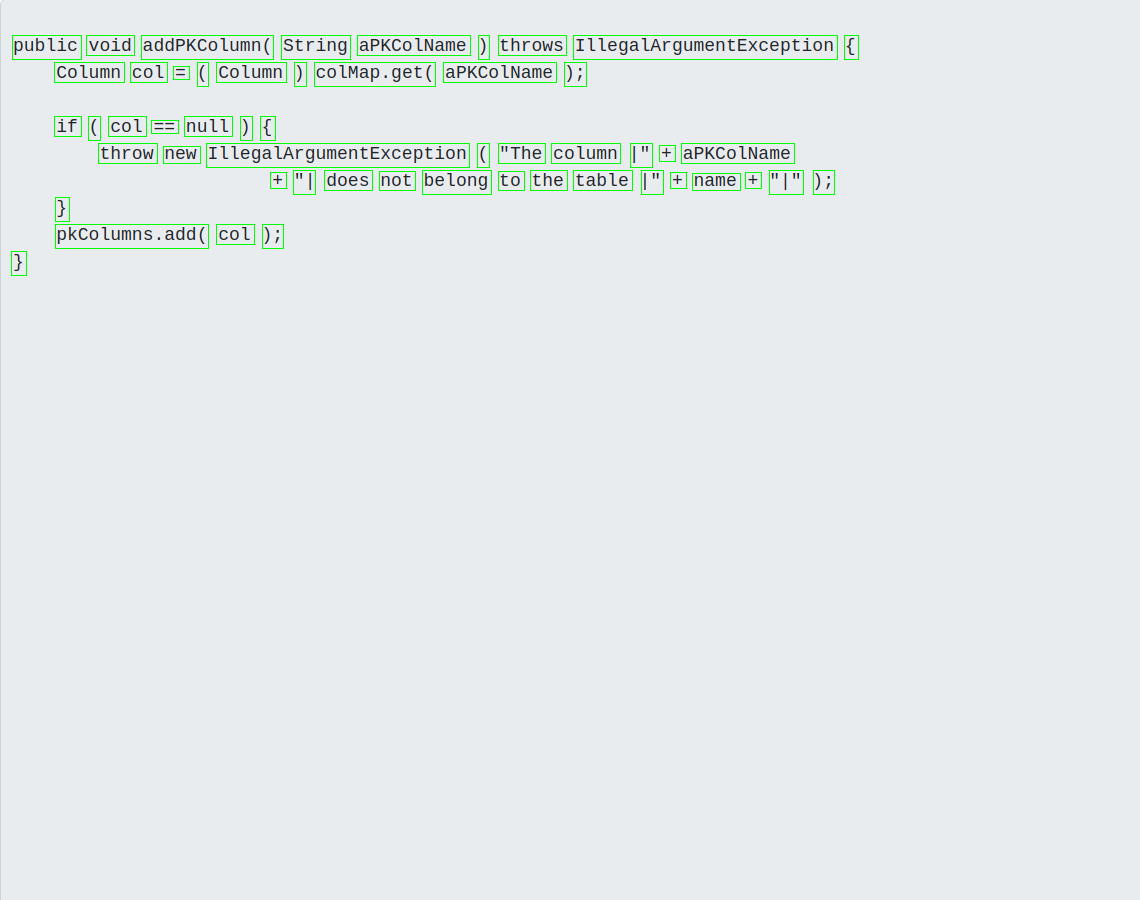 public void addPKColumn( String aPKColName ) throws IllegalArgumentException {
    Column col = ( Column ) colMap.get( aPKColName );
    if ( col == null ) {
        throw new IllegalArgumentException ( "The column |" + aPKColName
                        + "| does not belong to the table |" + name + "|" );
    }
    pkColumns.add( col );
}